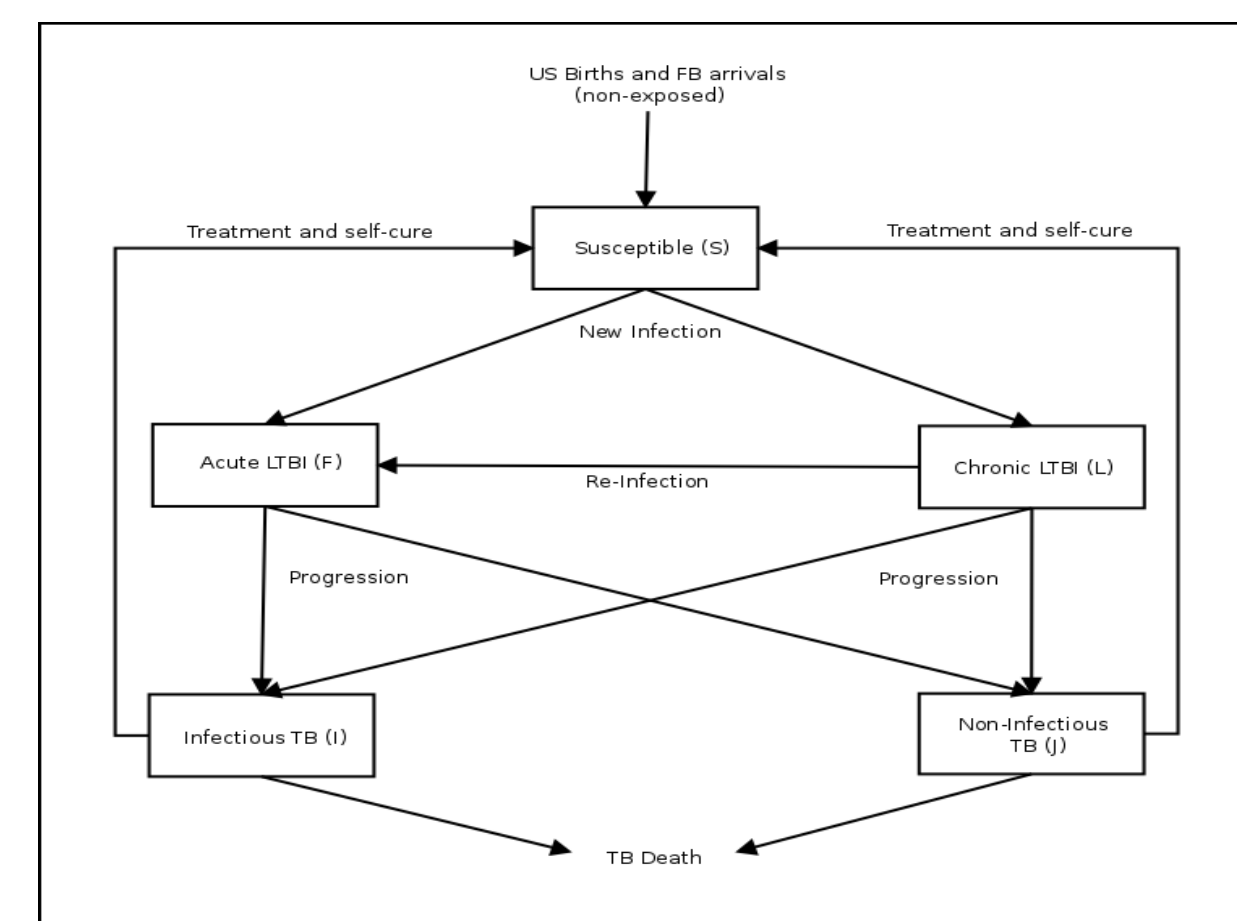 US Births and FB arrivals
(non-exposed)
Treatment and self-cure
Treatment and self-cure
Susceptible (S)
New Infection
Acute LTBI (F)
Chronic LTBI (L)
Re-Infection
Progression
Progression
Infectious TB (I)
Non-Infectious
TB (J)
TB Death